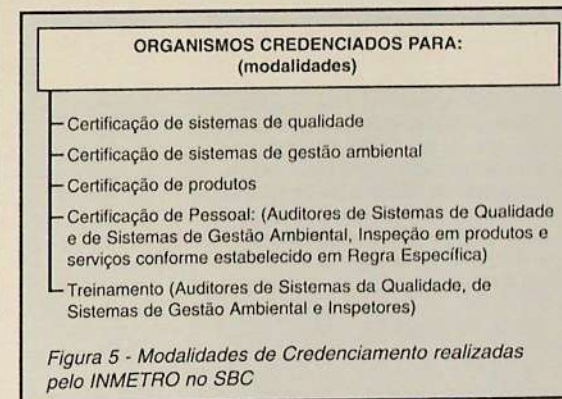 ORGANISMOS CREDENCIADOS PARA:
(modalidades)
Certificação de sistemas de qualidade
Certificação de sistemas de gestão ambiental
Certificação de produtos
Certificação de Pessoal: (Auditores de Sistemas de Qualidade
e de Sistemas de Gestão Ambiental, Inspeção em produtos e
serviços conforme estabelecido em Regra Específica)
Treinamento (Auditores de Sistemas da Qualidade, de
Sistemas de Gestão Ambiental e Inspetores)
Figura 5 - Modalidades de Credenciamento realizadas
pelo INMETRO no SBC